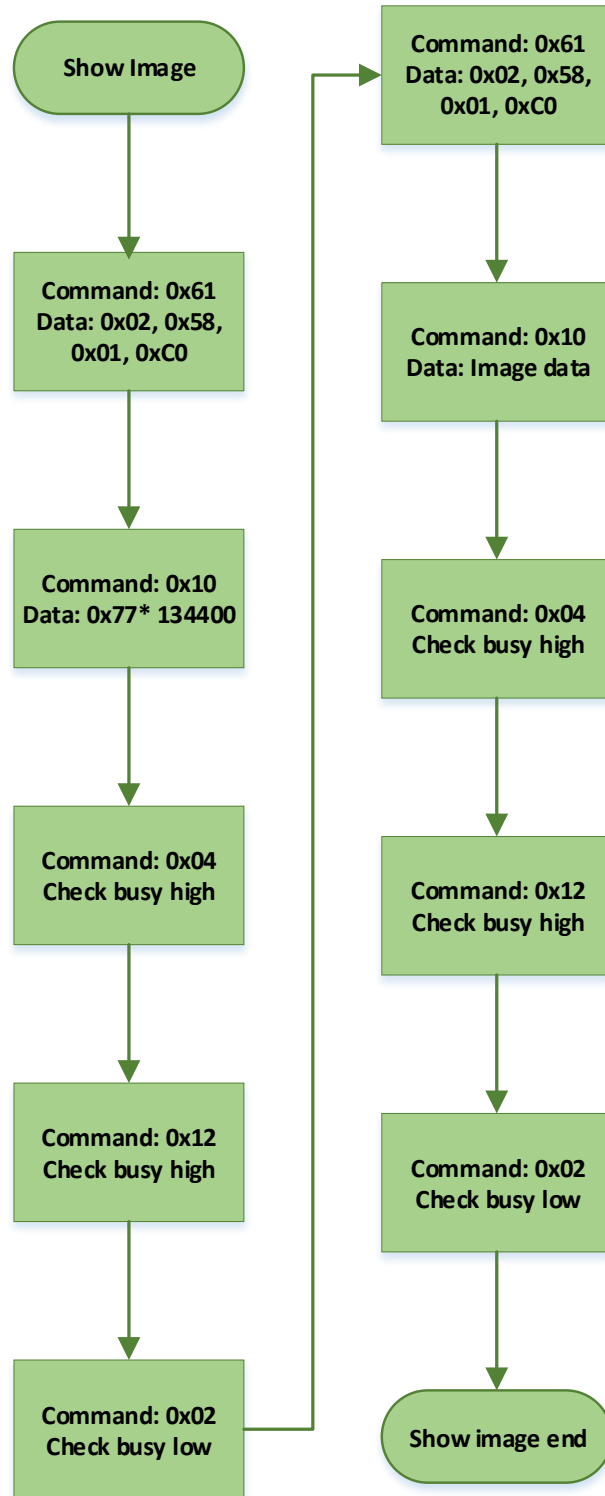 Show Image
Command: 0x61
Data: 0x02, 0x58,
0x01, 0xC0
Command: 0x10
Data: 0x77* 134400
Command: 0x04
Check busy high
Command: 0x12
Check busy high
Command: 0x02
Check busy low
Command: 0x61
Data: 0x02, 0x58,
0x01, 0xC0
Command: 0x10
Data: Image data
Command: 0x04
Check busy high
Command: 0x12
Check busy high
Command: 0x02
Check busy low
Show image end